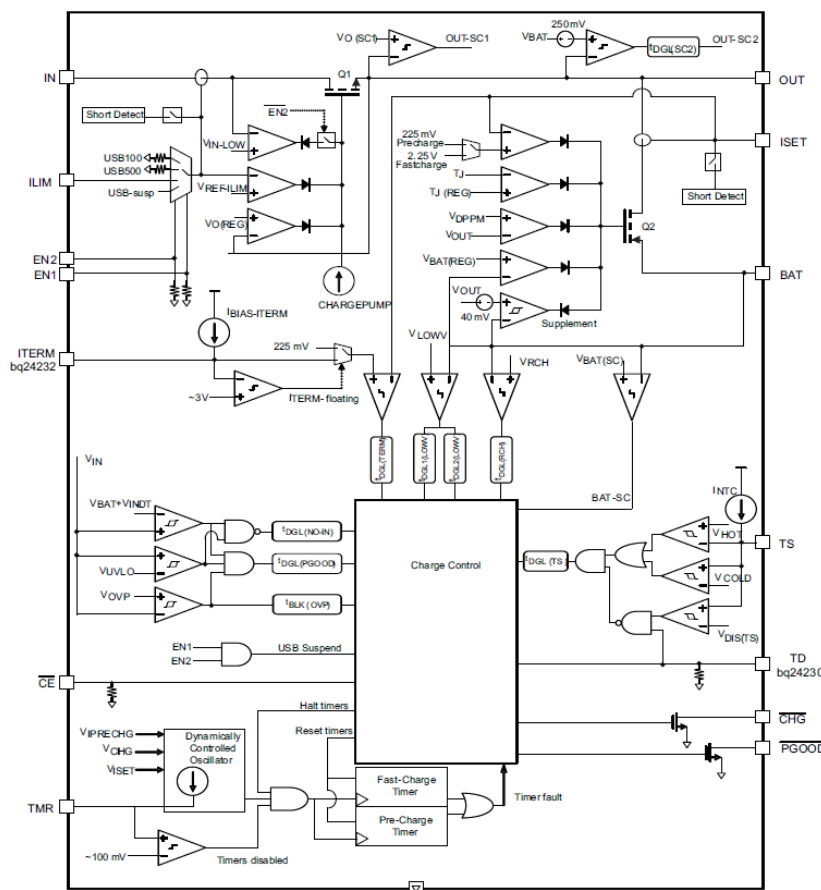 250mV
VO(SC1)
OUT-SC1
VBAT
tDGL(SC2)
OUT-SC2
IN
Q1
OUT
Short Detect
EN2
VIN-LOW
225 mV
Precharge
2.25 V
Fastcharge
ISET
USB100
USB500
ILIM
USB-susp
VREF-ILIM
TJ
TJ (REG)
Short Detect
VO(REG)
VDPPM
VOUT
Q2
EN2
EN1
VBAT(REG)
BAT
CHARGEPUMP
VOUT
40 mV
Supplement
IBIAS-ITERM
ITERM
bq24232
225 mV
VLOWV
VRCH
VBAT(SC)
~3V
ITERM-floating
tDGL(TERM)
tDGL1(LOWV)
tDGL2(LOWV)
tDGL(RCH)
VIN
BAT-SC
INTC
VBAT+VINDT
tDGL(NO-IN)
VHOT
TS
VUVLO
tDGL(PGOOD)
Charge Control
tDGL (TS)
VCOLD
VOVP
tBLK (OVP)
VDIS(TS)
EN1
EN2
USB Suspend
TD
bq24230
CE
Halt timers
CHG
VIPRECHG
VCHG
VISET
Dynamically
Controlled
Oscillator
Reset timers
PGOOD
Fast-Charge
Timer
Timer fault
Pre-Charge
Timer
TMR
~100 mV
Timers disabled